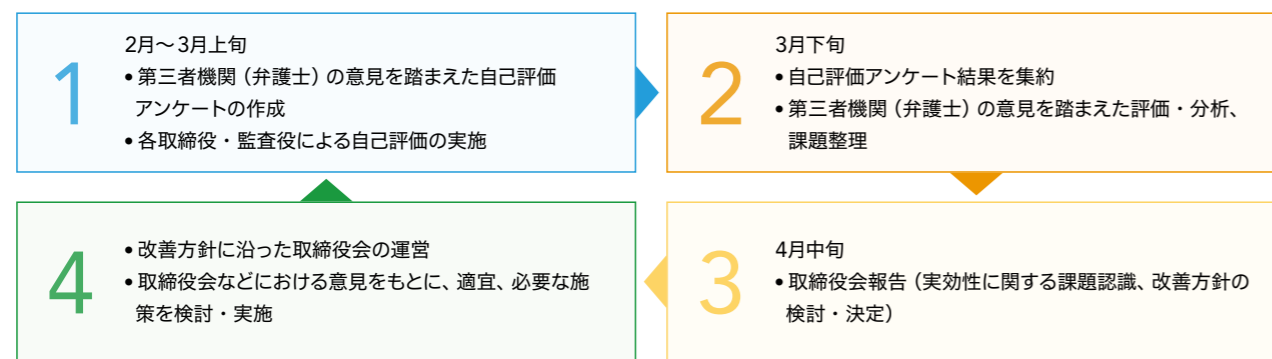 1
2月～3月上旬
•第三者機関（弁護士）の意見を踏まえた自己評価
アンケートの作成
•各取締役・監査役による自己評価の実施
2
3月下旬
•自己評価アンケート結果を集約
•第三者機関（弁護士）の意見を踏まえた評価・分析、
課題整理
3
4月中旬
•取締役会報告（実効性に関する課題認識、改善方針の
検討・決定）
4
•改善方針に沿った取締役会の運営
•取締役会などにおける意見をもとに、適宜、必要な施
策を検討・実施